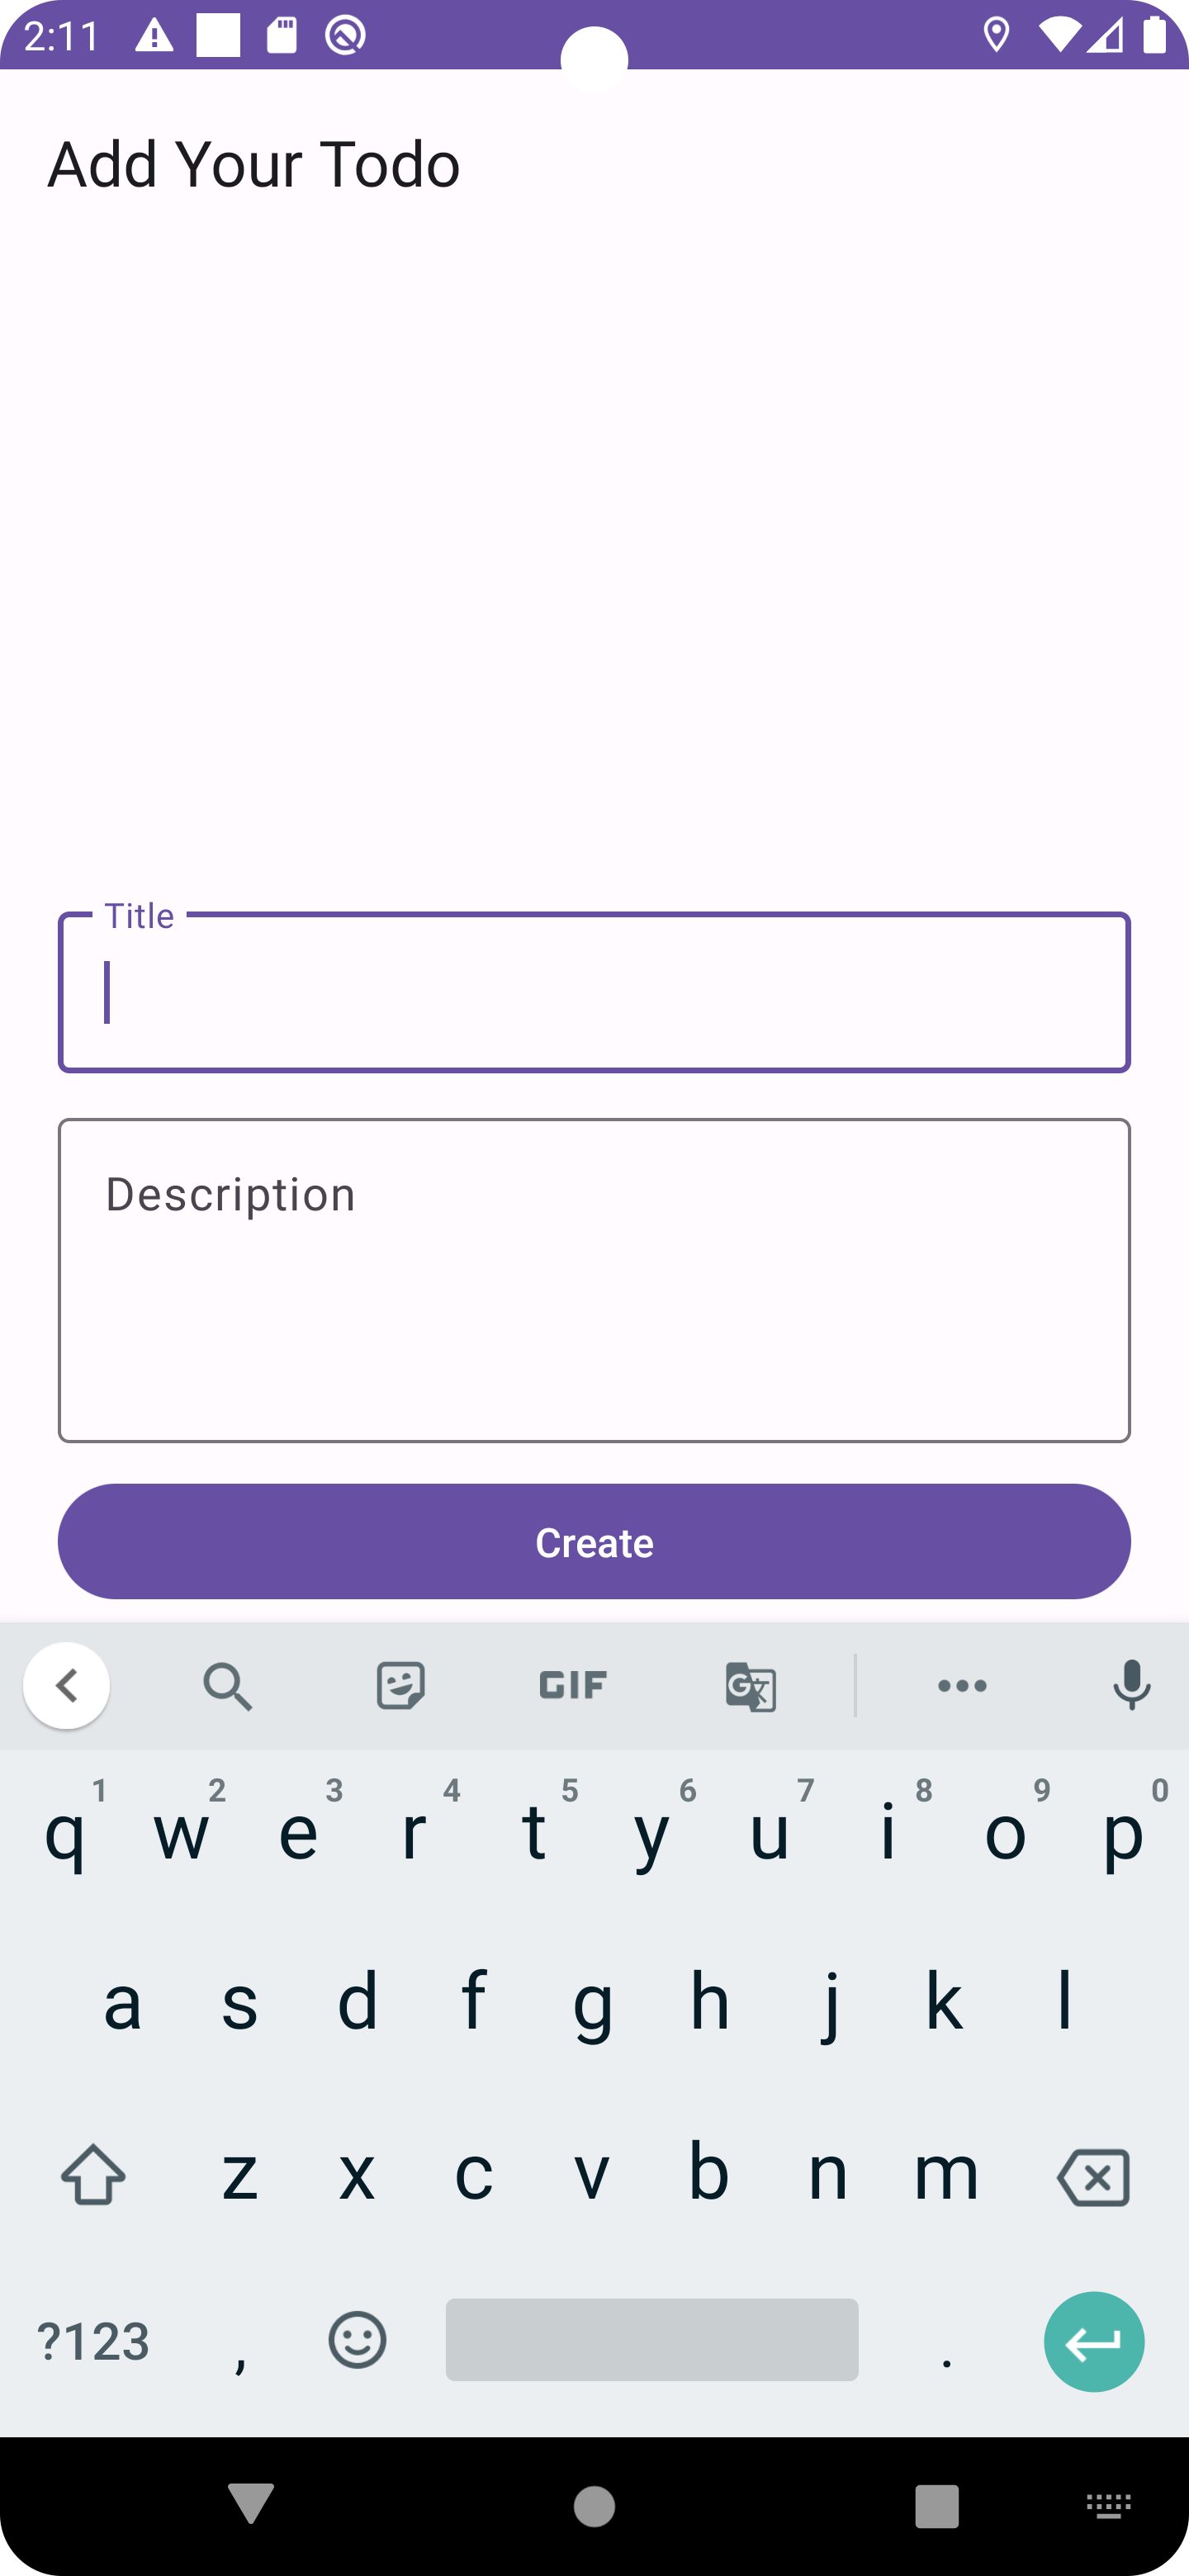 2:11
Add Your Todo
Title
Description
Create
GIF
G
1 2 3 4 5 6 7 8 9 0
q w e r t y u i o p
a s d f g h j k l
z x c v b n m
?123 , .